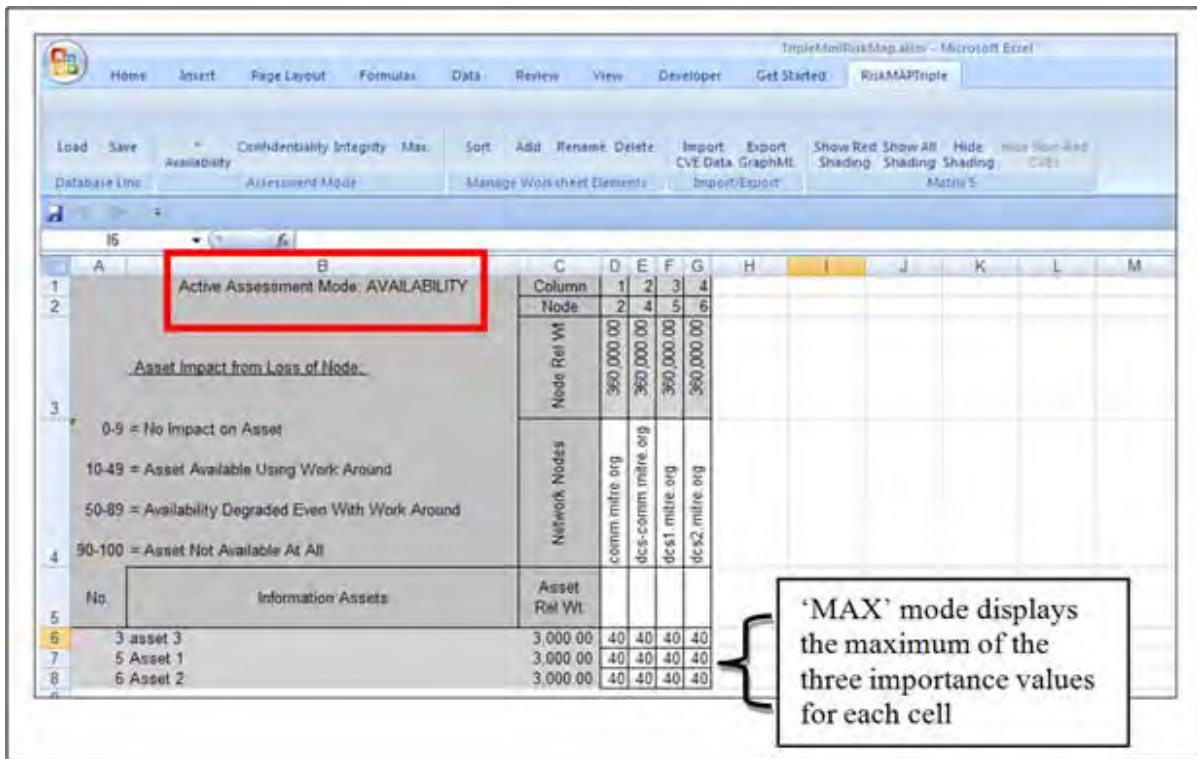 TripleMiniRiskMap.xlsm - Microsoft Excel
Home Insert Page Layout Formulas Data Review View Developer Get Started RiskMAPTriple
Load Save * Availability Confidentiality Integrity Max Sort Add Rename Delete Import CVE Data Export GraphML Show Red Shading Show All Shading Hide Shading Hide Non-Red CVEs
Database Link Assessment Mode Manage Worksheet Elements Import/Export Matrix 5
I6 fx
A B C D E F G H I J K L M
1 Active Assessment Mode: AVAILABILITY Column 1 2 3 4
2 Node 2 4 5 6
3 Asset Impact from Loss of Node: Node Rel Wt 360,000.00 360,000.00 360,000.00 360,000.00
0-9 = No Impact on Asset
10-49 = Asset Available Using Work Around
50-89 = Availability Degraded Even With Work Around
4 90-100 = Asset Not Available At All Network Nodes comm.mitre.org dcs-comm.mitre.org dcs1.mitre.org dcs2.mitre.org
5 No. Information Assets Asset Rel Wt
6 3 asset 3 3,000.00 40 40 40 40
7 5 Asset 1 3,000.00 40 40 40 40
8 6 Asset 2 3,000.00 40 40 40 40
‘MAX’ mode displays
the maximum of the
three importance values
for each cell